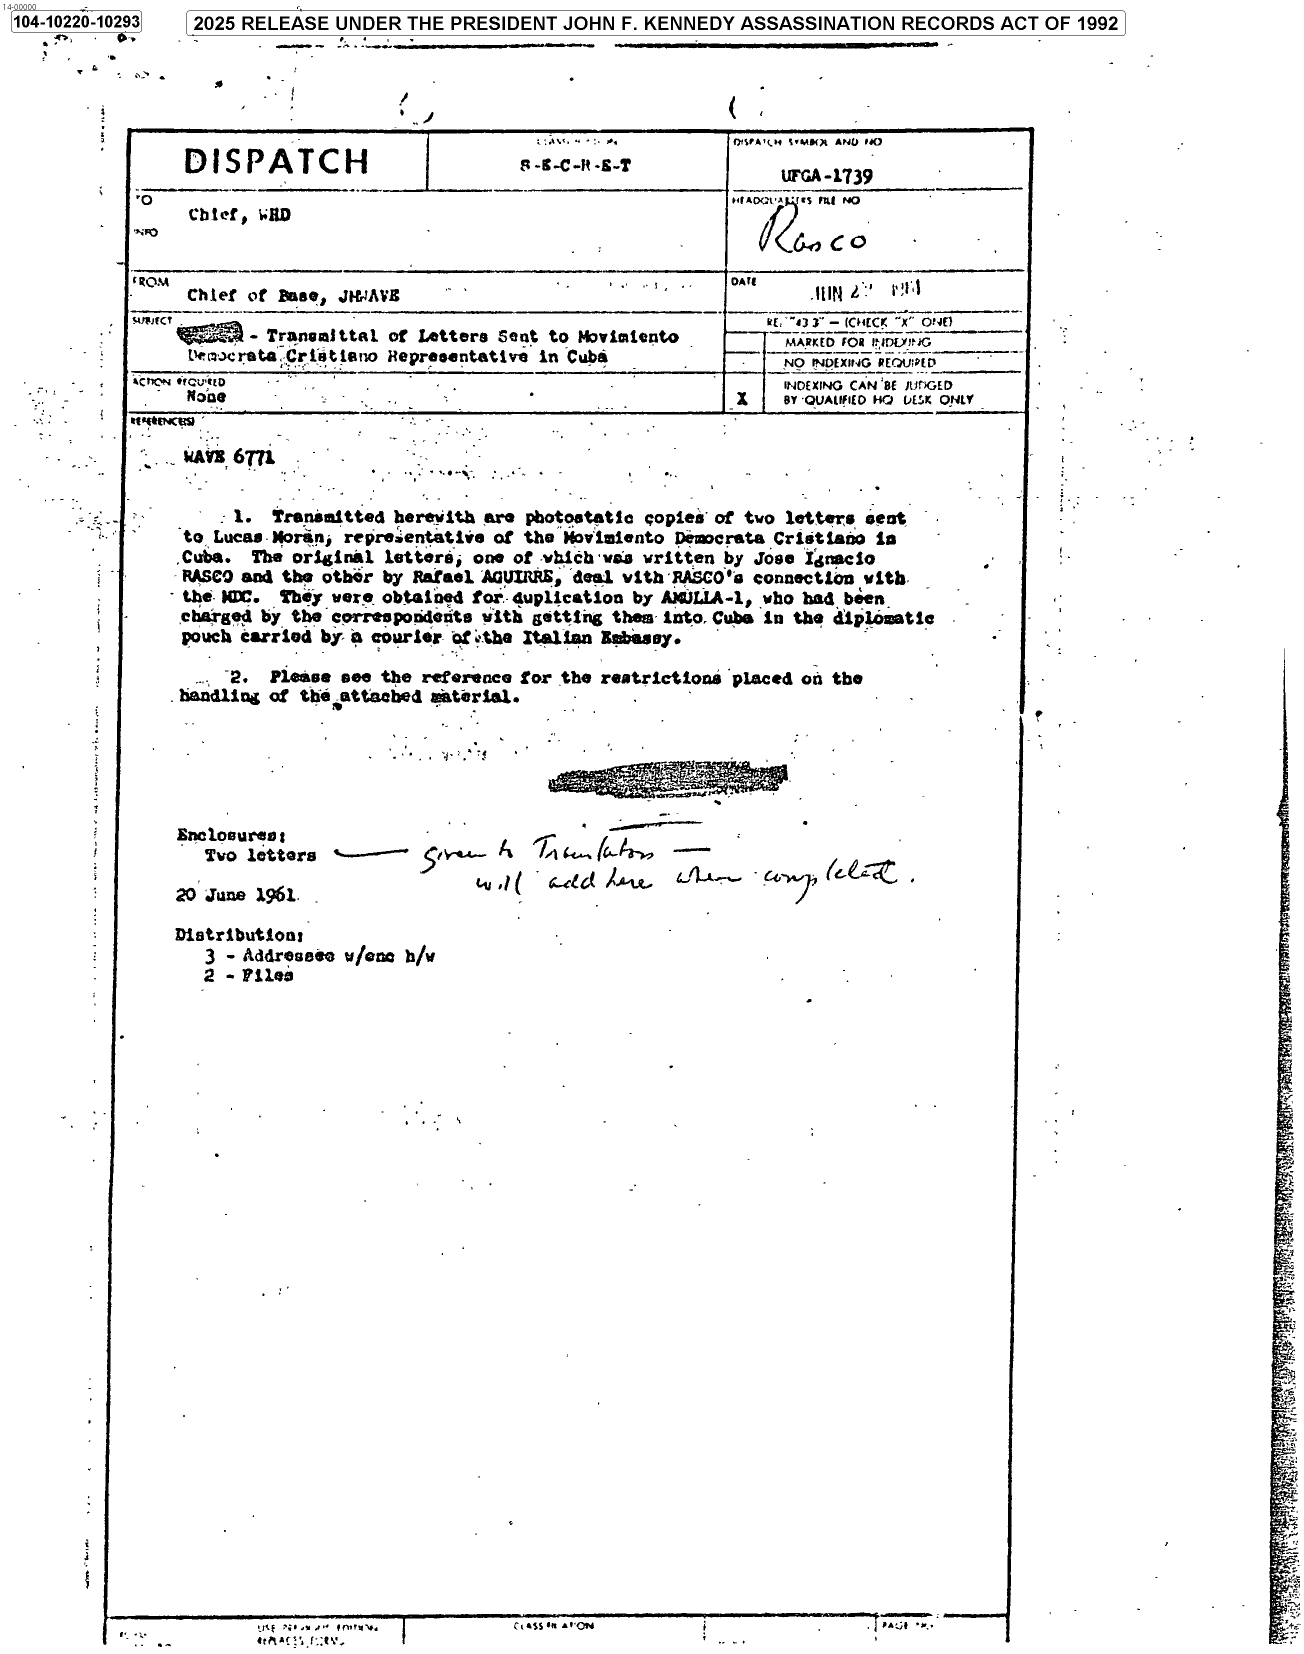 14-00000
104-10220-10293
2025 RELEASE UNDER THE PRESIDENT JOHN F. KENNEDY ASSASSINATION RECORDS ACT OF 1992
DISPATCH
S-E-C-R-E-T
DISPATCH SYMBOL AND NO
UFGA-1739
TO
Chief, WHD
HEADQUARTERS FILE NO
Rasco
INFO
FROM
Chief of Base, JMWAVE
DATE
JUN 1961
SUBJECT
- Transmittal of Letters Sent to Movimiento
Democrata Cristiano Representative in Cuba
RE: "43 3" - (CHECK "X" ONE)
MARKED FOR INDEXING
NO INDEXING REQUIRED
ACTION REQUIRED
None
X
INDEXING CAN BE JUDGED
BY QUALIFIED HQ DESK ONLY
REFERENCE(S)
WAVE 6771
1. Transmitted herewith are photostatic copies of two letters sent
to Lucas Moran, representative of the Movimiento Democrata Cristiano in
Cuba. The original letters, one of which was written by Jose Ignacio
RASCO and the other by Rafael AGUIRRE, deal with RASCO's connection with
the MDC. They were obtained for duplication by AMULLA-1, who had been
charged by the correspondents with getting them into Cuba in the diplomatic
pouch carried by a courier of the Italian Embassy.
2. Please see the reference for the restrictions placed on the
handling of the attached material.
Enclosures:
Two letters
given to Translators —
will add here when completed.
20 June 1961
Distribution:
3 - Addressee w/enc h/w
2 - Files
USE PREVIOUS EDITION
REPLACES FORMS
CLASSIFICATION
PAGE NO.